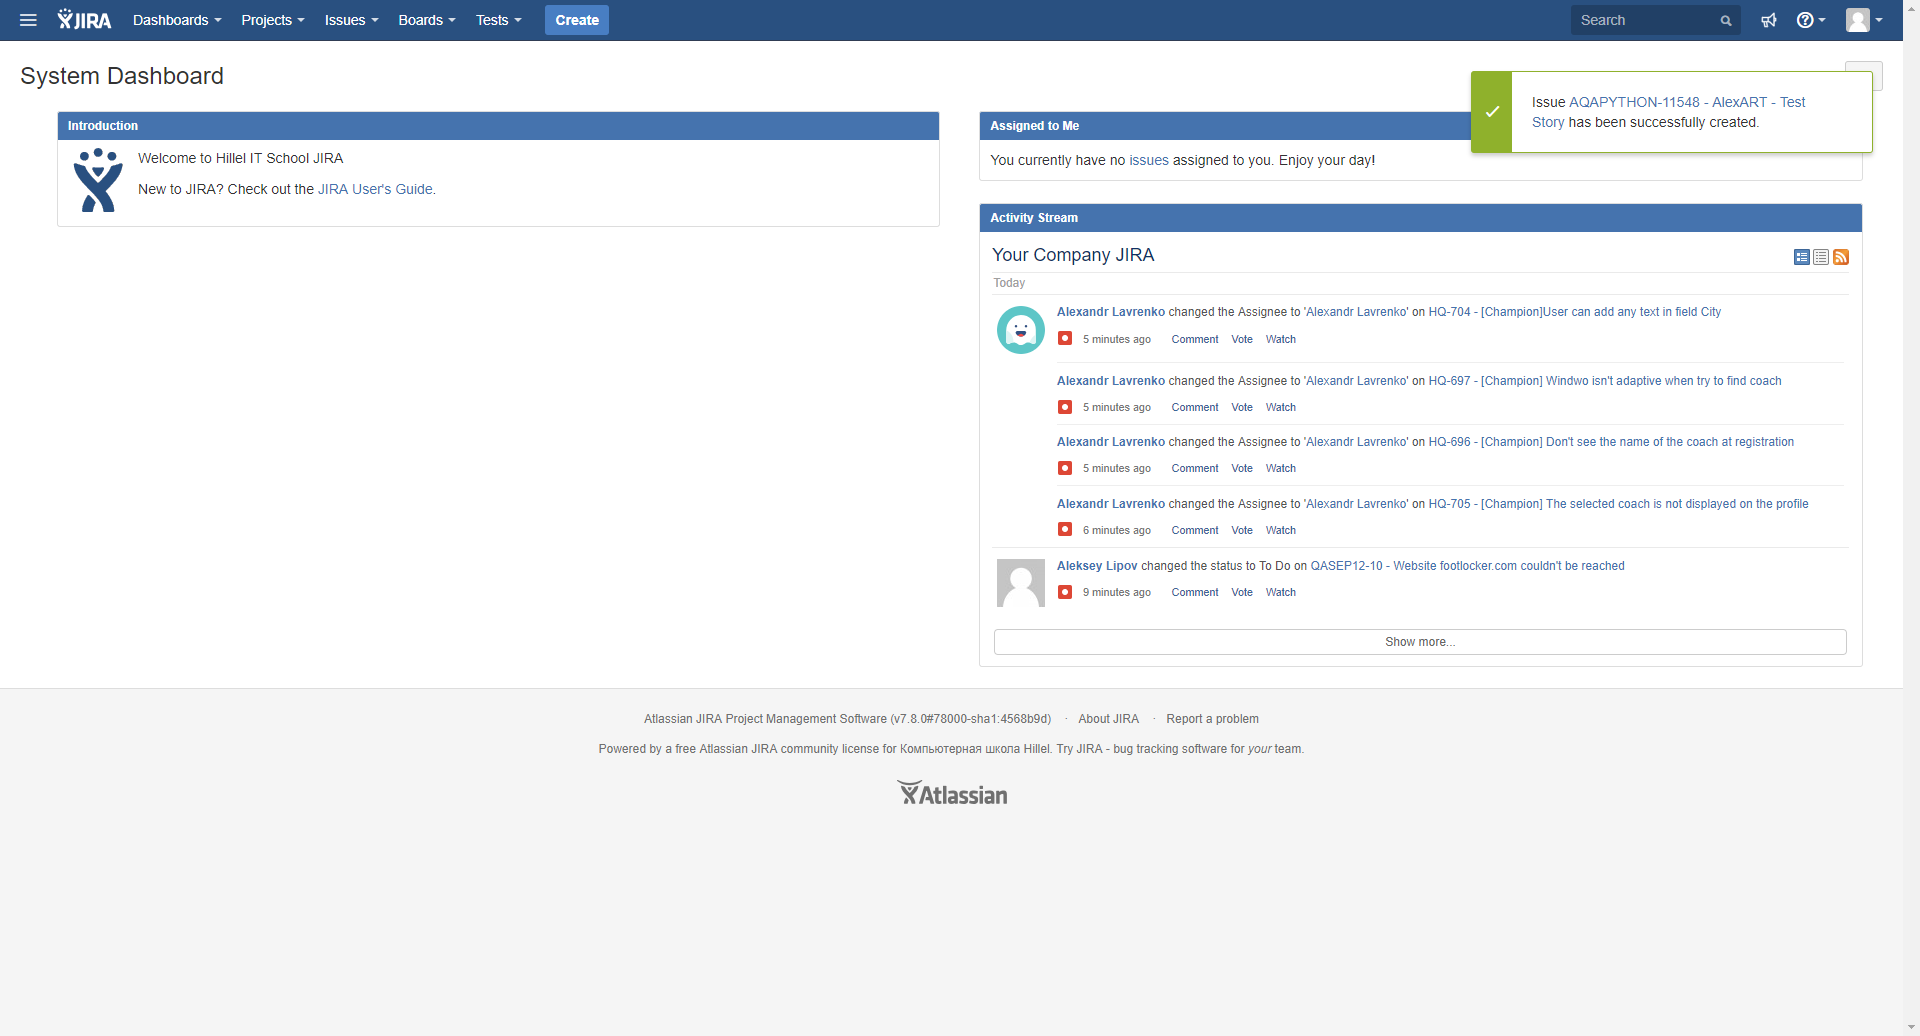 JIRA Dashboards Projects Issues Boards Tests Create Search
System Dashboard
Introduction
Welcome to Hillel IT School JIRA
New to JIRA? Check out the JIRA User's Guide.
Assigned to Me
You currently have no issues assigned to you. Enjoy your day!
Issue AQAPYTHON-11548 - AlexART - Test
Story has been successfully created.
Activity Stream
Your Company JIRA
Today
Alexandr Lavrenko changed the Assignee to 'Alexandr Lavrenko' on HQ-704 - [Champion]User can add any text in field City
5 minutes ago Comment Vote Watch
Alexandr Lavrenko changed the Assignee to 'Alexandr Lavrenko' on HQ-697 - [Champion] Windwo isn't adaptive when try to find coach
5 minutes ago Comment Vote Watch
Alexandr Lavrenko changed the Assignee to 'Alexandr Lavrenko' on HQ-696 - [Champion] Don't see the name of the coach at registration
5 minutes ago Comment Vote Watch
Alexandr Lavrenko changed the Assignee to 'Alexandr Lavrenko' on HQ-705 - [Champion] The selected coach is not displayed on the profile
6 minutes ago Comment Vote Watch
Aleksey Lipov changed the status to To Do on QASEP12-10 - Website footlocker.com couldn't be reached
9 minutes ago Comment Vote Watch
Show more...
Atlassian JIRA Project Management Software (v7.8.0#78000-sha1:4568b9d) · About JIRA · Report a problem
Powered by a free Atlassian JIRA community license for Компьютерная школа Hillel. Try JIRA - bug tracking software for your team.
Atlassian